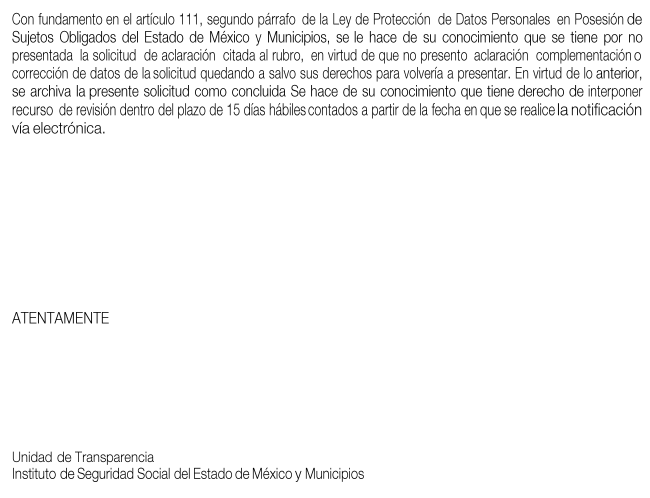 Con fundamento en el artículo 111, segundo párrafo de la Ley de Protección de Datos Personales en Posesión de
Sujetos Obligados del Estado de México y Municipios, se le hace de su conocimiento que se tiene por no
presentada la solicitud de aclaración citada al rubro, en virtud de que no presento aclaración complementación o
corrección de datos de la solicitud quedando a salvo sus derechos para volvería a presentar. En virtud de lo anterior,
se archiva la presente solicitud como concluida Se hace de su conocimiento que tiene derecho de interponer
recurso de revisión dentro del plazo de 15 días hábiles contados a partir de la fecha en que se realice la notificación
vía electrónica.
ATENTAMENTE
Unidad de Transparencia
Instituto de Seguridad Social del Estado de México y Municipios